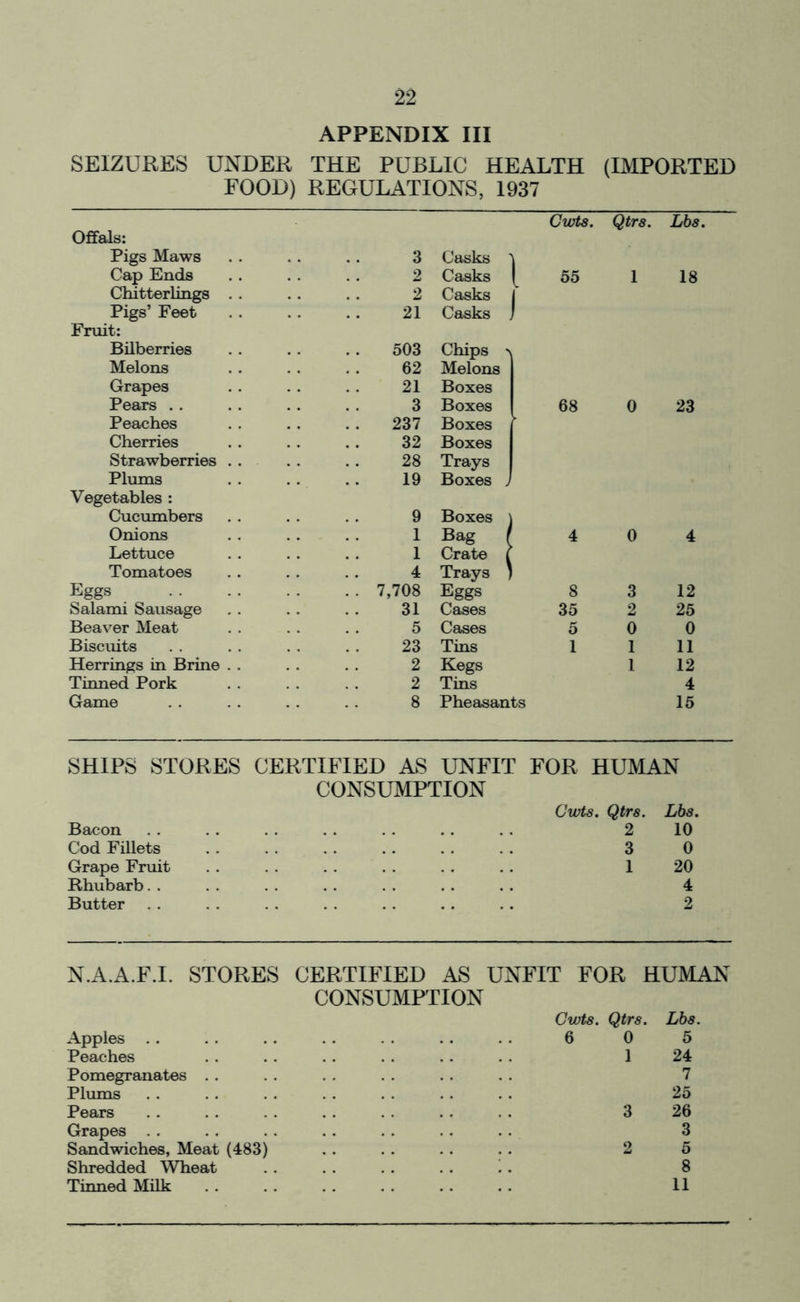 22
APPENDIX III
SEIZURES UNDER THE PUBLIC HEALTH (IMPORTED
FOOD) REGULATIONS, 1937
Cwts. Qtrs. Lbs.
Offals:
Pigs Maws .. .. .. 3 Casks
Cap Ends .. .. .. 2 Casks 55 1 18
Chitterlings .. .. .. 2 Casks
Pigs' Feet .. .. .. 21 Casks
Fruit:
Bilberries .. .. .. 503 Chips
Melons .. .. .. 62 Melons
Grapes .. .. .. 21 Boxes
Pears .. .. .. .. 3 Boxes 68 0 23
Peaches .. .. .. 237 Boxes
Cherries .. .. .. 32 Boxes
Strawberries .. .. .. 28 Trays
Plums .. .. .. 19 Boxes
Vegetables :
Cucumbers .. .. .. 9 Boxes
Onions .. .. .. 1 Bag 4 0 4
Lettuce .. .. .. 1 Crate
Tomatoes .. .. .. 4 Trays
Eggs .. .. .. .. 7,708 Eggs 8 3 12
Salami Sausage .. .. .. 31 Cases 35 2 25
Beaver Meat .. .. .. 5 Cases 5 0 0
Biscuits .. .. .. .. 23 Tins 1 1 11
Herrings in Brine .. .. .. 2 Kegs 1 12
Tinned Pork .. .. .. 2 Tins 4
Game .. .. .. .. 8 Pheasants 15
SHIPS STORES CERTIFIED AS UNFIT FOR HUMAN
CONSUMPTION
Cwts. Qtrs. Lbs.
Bacon .. .. .. .. .. .. .. 2 10
Cod Fillets .. .. .. .. .. .. 3 0
Grape Fruit .. .. .. .. .. .. 1 20
Rhubarb .. .. .. .. .. .. .. 4
Butter .. .. .. .. .. .. .. 2
N.A.A.F.I. STORES CERTIFIED AS UNFIT FOR HUMAN
CONSUMPTION
Cwts. Qtrs. Lbs.
Apples .. .. .. .. .. .. .. 6 0 5
Peaches .. .. .. .. .. .. 1 24
Pomegranates .. .. .. .. .. .. 7
Plums .. .. .. .. .. .. .. 25
Pears .. .. .. .. .. .. .. 3 26
Grapes .. .. .. .. .. .. .. 3
Sandwiches, Meat (483) .. .. .. .. 2 5
Shredded Wheat .. .. .. .. .. 8
Tinned Milk .. .. .. .. .. .. 11